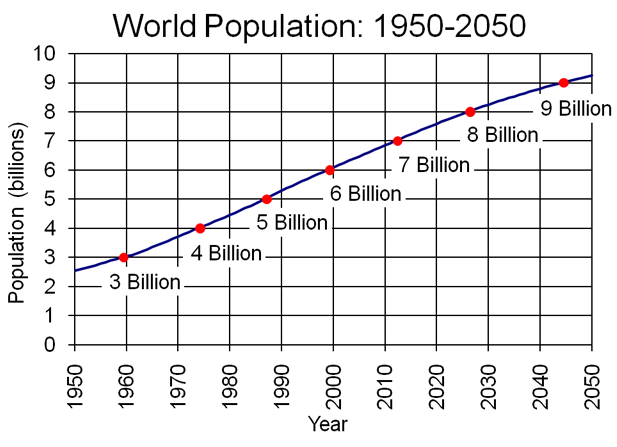 World Population: 1950-2050
Population (billions)
10
9
8
7
6
5
4
3
2
1
0
9 Billion
8 Billion
7 Billion
6 Billion
5 Billion
4 Billion
3 Billion
1950 1960 1970 1980 1990 2000 2010 2020 2030 2040 2050
Year